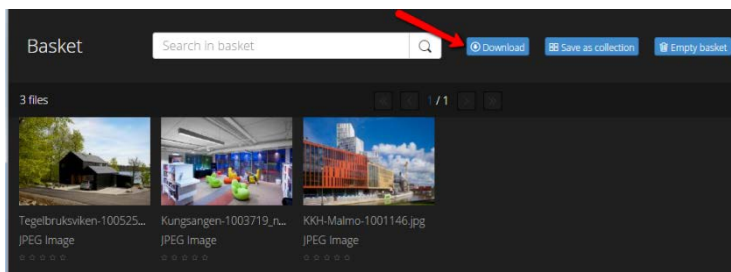 Basket
Search in basket
Download
Save as collection
Empty basket
3 files
1 / 1
Tegelbruksviken-100525...
Kungsangen-1003719_n...
KKH-Malmo-1001146.jpg
JPEG Image
JPEG Image
JPEG Image